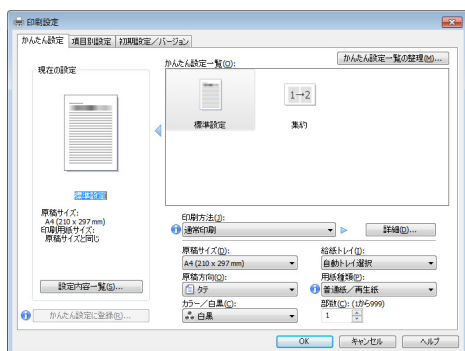 印刷設定
かんたん設定 項目別設定 初期設定／バージョン
現在の設定
かんたん設定一覧(O):
かんたん設定一覧の整理(M)...
標準設定
1→2
集約
標準設定
原稿サイズ:
A4 (210 x 297 mm)
印刷用紙サイズ:
原稿サイズと同じ
設定内容一覧(S)...
かんたん設定に登録(R)...
印刷方法(J):
通常印刷
詳細(D)...
原稿サイズ(D):
A4 (210 x 297 mm)
給紙トレイ(I):
自動トレイ選択
原稿方向(O):
タテ
用紙種類(P):
普通紙／再生紙
カラー／白黒(C):
白黒
部数(C): (1から999)
1
OK キャンセル ヘルプ